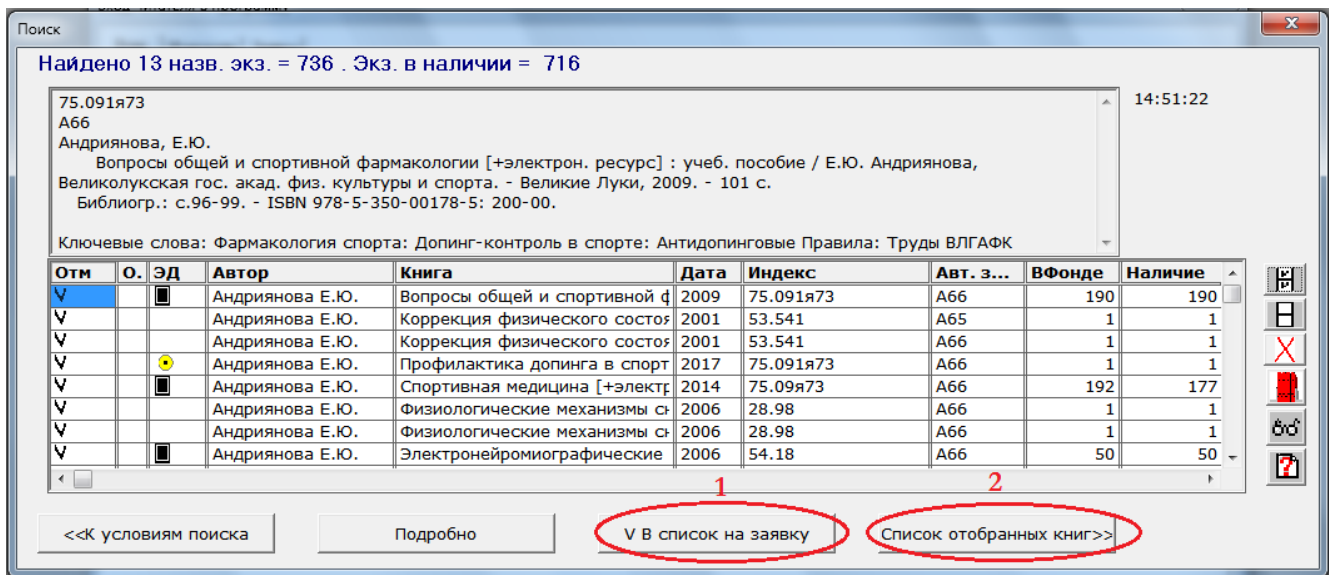 Поиск
Найдено 13 назв. экз. = 736 . Экз. в наличии = 716
14:51:22
75.091я73
А66
Андриянова, Е.Ю.
Вопросы общей и спортивной фармакологии [+электрон. ресурс] : учеб. пособие / Е.Ю. Андриянова,
Великолукская гос. акад. физ. культуры и спорта. - Великие Луки, 2009. - 101 с.
Библиогр.: с.96-99. - ISBN 978-5-350-00178-5: 200-00.
Ключевые слова: Фармакология спорта: Допинг-контроль в спорте: Антидопинговые Правила: Труды ВЛГАФК
Отм О. ЭД Автор Книга Дата Индекс Авт. з... ВФонде Наличие
V Андриянова Е.Ю. Вопросы общей и спортивной ф 2009 75.091я73 А66 190 190
V Андриянова Е.Ю. Коррекция физического состоя 2001 53.541 А65 1 1
V Андриянова Е.Ю. Коррекция физического состоя 2001 53.541 А66 1 1
V Андриянова Е.Ю. Профилактика допинга в спорт 2017 75.091я73 А66 1 1
V Андриянова Е.Ю. Спортивная медицина [+электр 2014 75.09я73 А66 192 177
V Андриянова Е.Ю. Физиологические механизмы сн 2006 28.98 А66 1 1
V Андриянова Е.Ю. Физиологические механизмы сн 2006 28.98 А66 1 1
V Андриянова Е.Ю. Электронейромиографические 2006 54.18 А66 50 50
1 2
<<К условиям поиска Подробно V В список на заявку Список отобранных книг>>